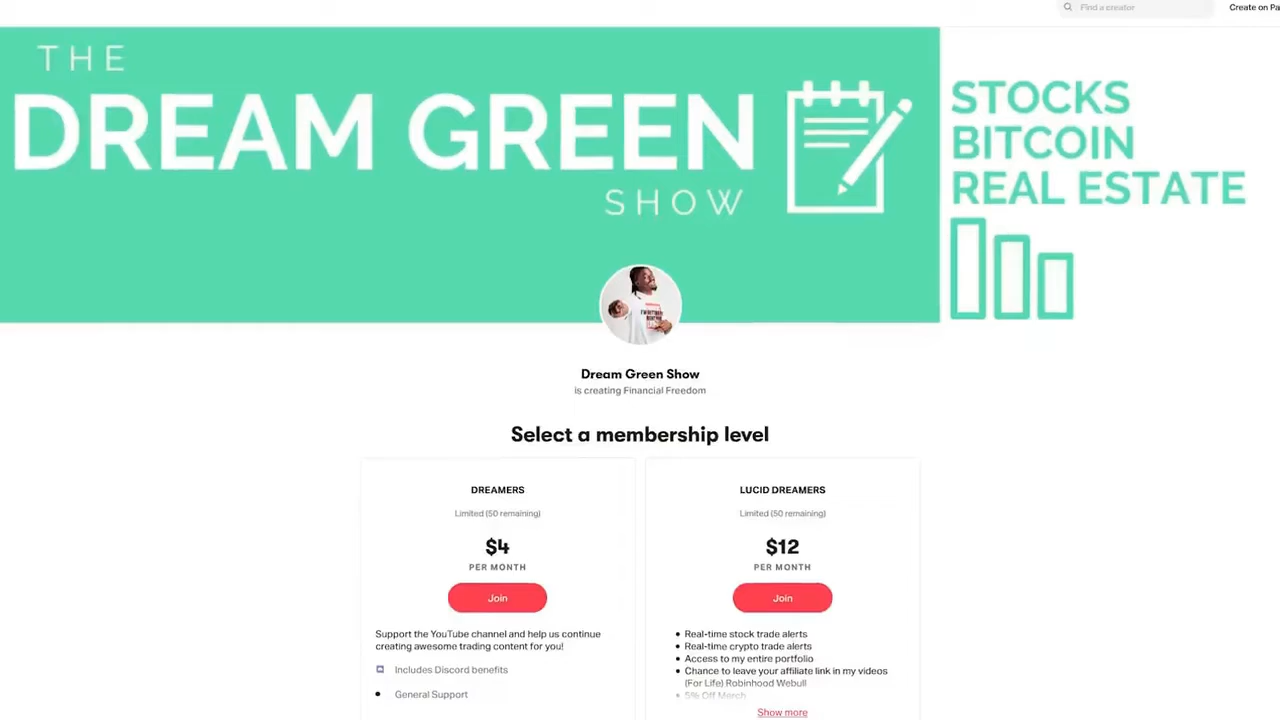 Find a creator
Create on Pa
THE
DREAM GREEN
SHOW
STOCKS
BITCOIN
REAL ESTATE
Dream Green Show
is creating Financial Freedom
Select a membership level
DREAMERS
Limited (50 remaining)
$4
PER MONTH
Join
Support the YouTube channel and help us continue
creating awesome trading content for you!
Includes Discord benefits
General Support
LUCID DREAMERS
Limited (50 remaining)
$12
PER MONTH
Join
Real-time stock trade alerts
Real-time crypto trade alerts
Access to my entire portfolio
Chance to leave your affiliate link in my videos
(For Life) Robinhood Webull
5% Off Merch
Show more